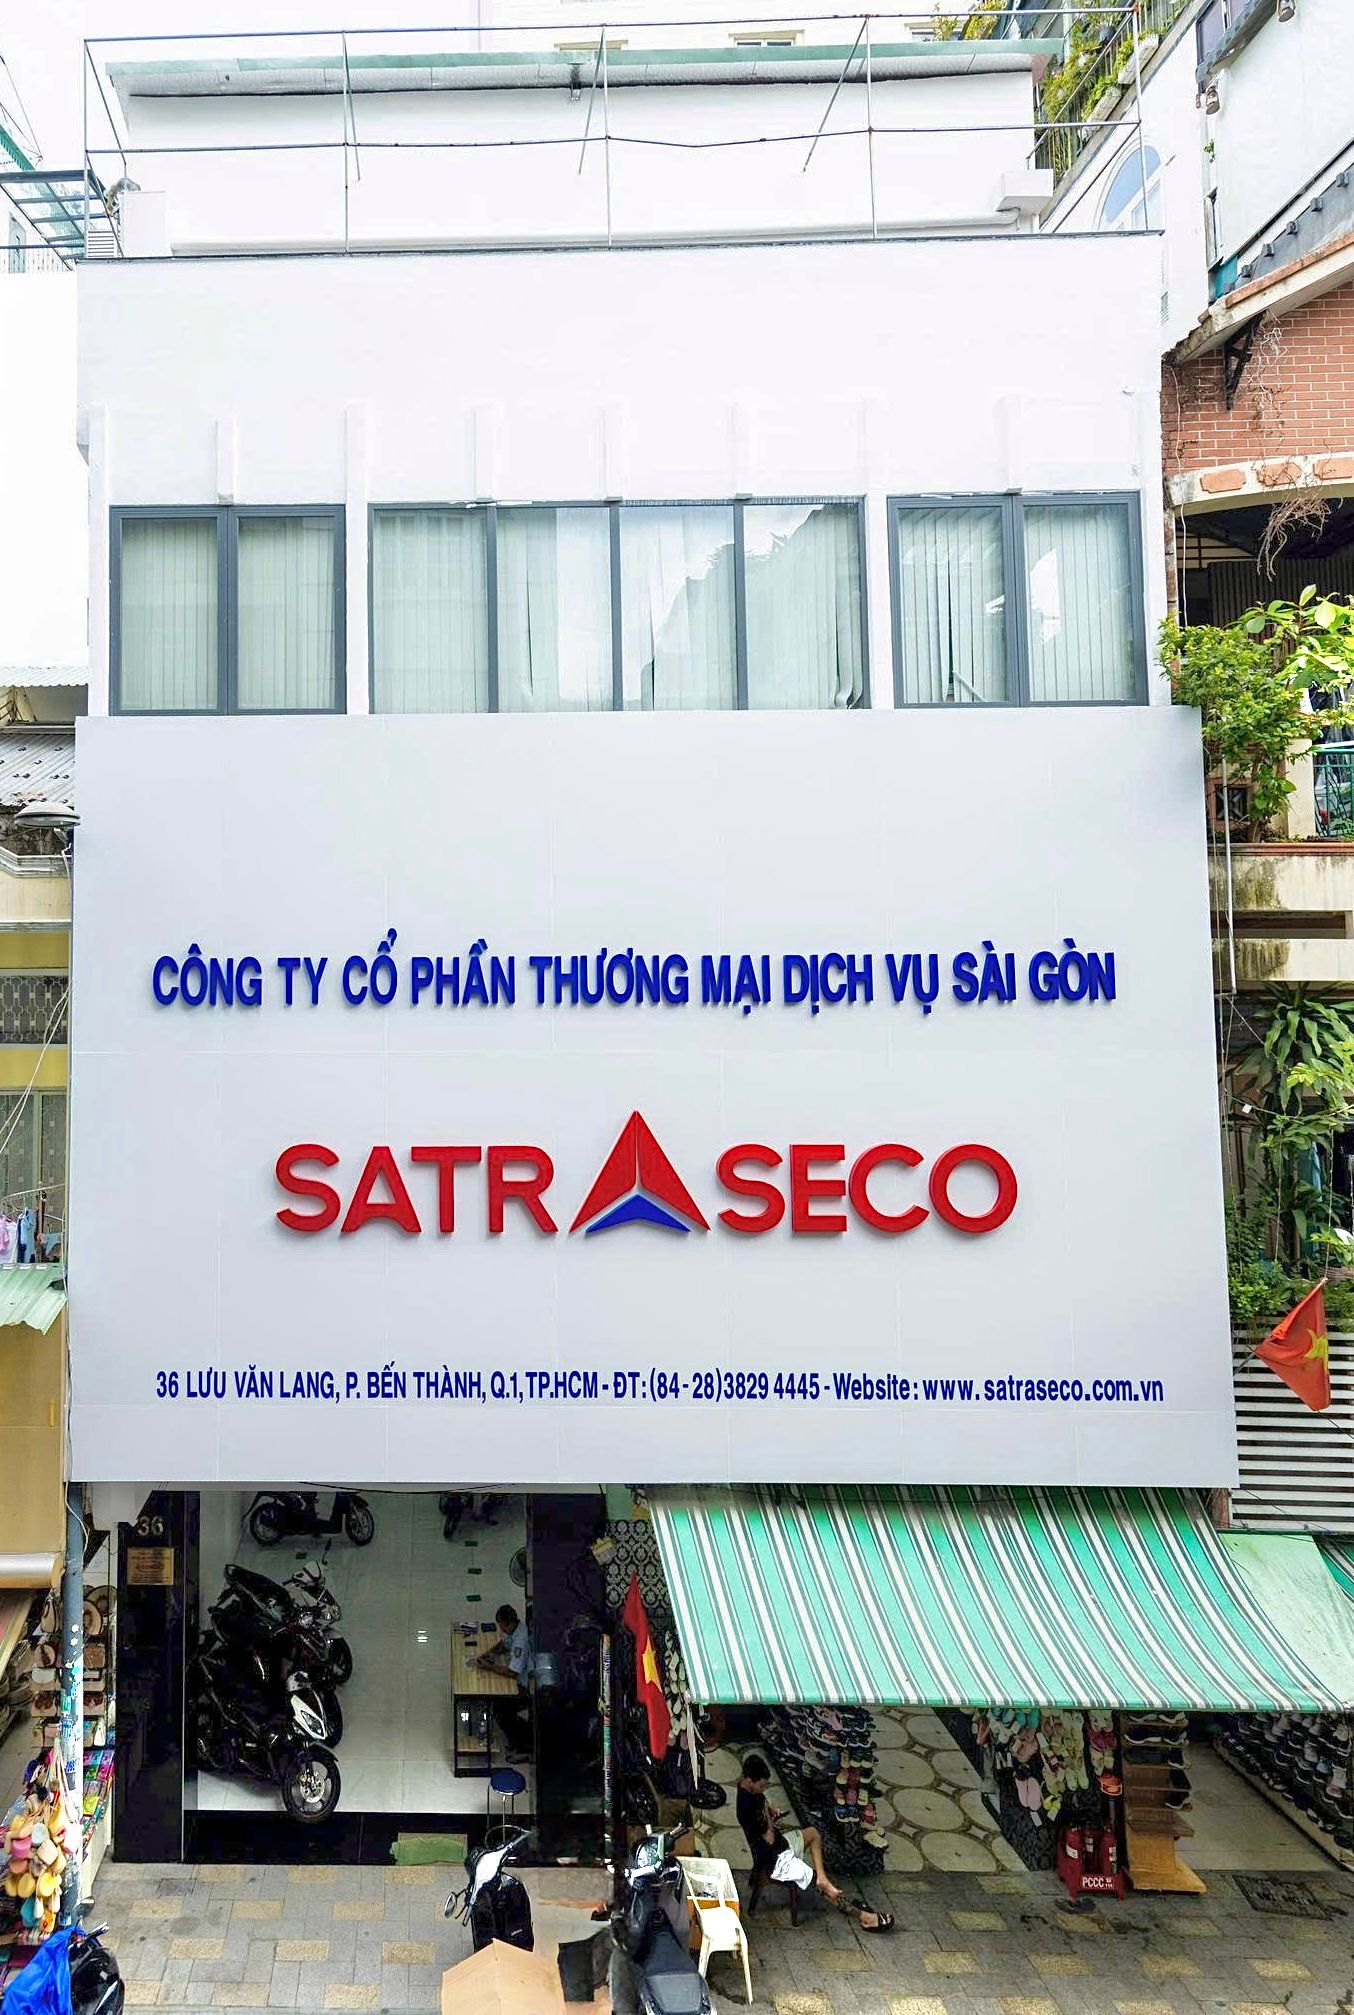 CÔNG TY CỔ PHẦN THƯƠNG MẠI DỊCH VỤ SÀI GÒN
SATRASECO
36 LƯU VĂN LANG, P. BẾN THÀNH, Q.1, TP.HCM - ĐT: (84-28)3829 4445 - Website: www.satraseco.com.vn
36
PCCC